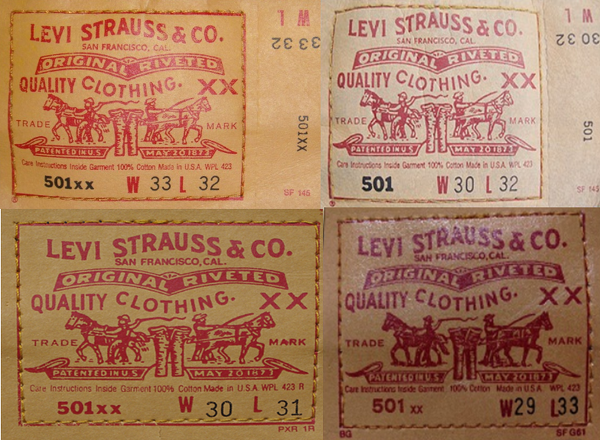 LEVI STRAUSS & CO.
SAN FRANCISCO, CAL.
ORIGINAL RIVETED
QUALITY CLOTHING. XX
TRADE MARK
PATENTED IN U.S. MAY 20 1873
Care Instructions Inside Garment 100% Cotton Made in U.S.A. WPL 423
501xx W 33 L 32
SF 145
W L
33 32
501XX
LEVI STRAUSS & CO.
SAN FRANCISCO, CAL.
ORIGINAL RIVETED
QUALITY CLOTHING. XX
TRADE MARK
PATENTED IN U.S. MAY 20 1873
Care Instructions Inside Garment 100% Cotton Made in U.S.A. WPL 423
501 W 30 L 32
SF 145
W L
30 32
501
LEVI STRAUSS & CO.
SAN FRANCISCO, CAL.
ORIGINAL RIVETED
QUALITY CLOTHING. XX
TRADE MARK
PATENTED IN U.S. MAY 20 1873
Care Instructions Inside Garment 100% Cotton Made in U.S.A. WPL 423 R
501xx W 30 L 31
PXR 1R
LEVI STRAUSS & CO.
SAN FRANCISCO, CAL.
ORIGINAL RIVETED
QUALITY CLOTHING. XX
TRADE MARK
PATENTED IN U.S. MAY 20 1873
Care Instructions Inside Garment 100% Cotton Made in U.S.A. WPL 423
501 xx W29 L33
BG SF G61